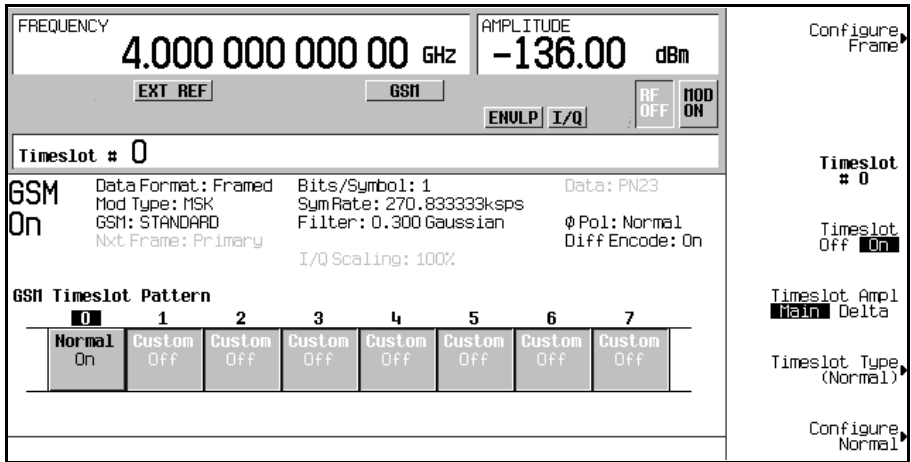 FREQUENCY
4.000 000 000 00 GHz
AMPLITUDE
-136.00 dBm
EXT REF
GSM
ENVLP
I/Q
RF OFF
MOD ON
Timeslot # 0
GSM On
Data Format: Framed
Mod Type: MSK
GSM: STANDARD
Nxt Frame: Primary
Bits/Symbol: 1
Sym Rate: 270.833333ksps
Filter: 0.300 Gaussian
I/Q Scaling: 100%
Data: PN23
Φ Pol: Normal
Diff Encode: On
GSM Timeslot Pattern
0 1 2 3 4 5 6 7
Normal Custom Custom Custom Custom Custom Custom Custom
On Off Off Off Off Off Off Off
Configure
Frame
Timeslot
# 0
Timeslot
Off On
Timeslot Ampl
Main Delta
Timeslot Type
(Normal)
Configure
Normal